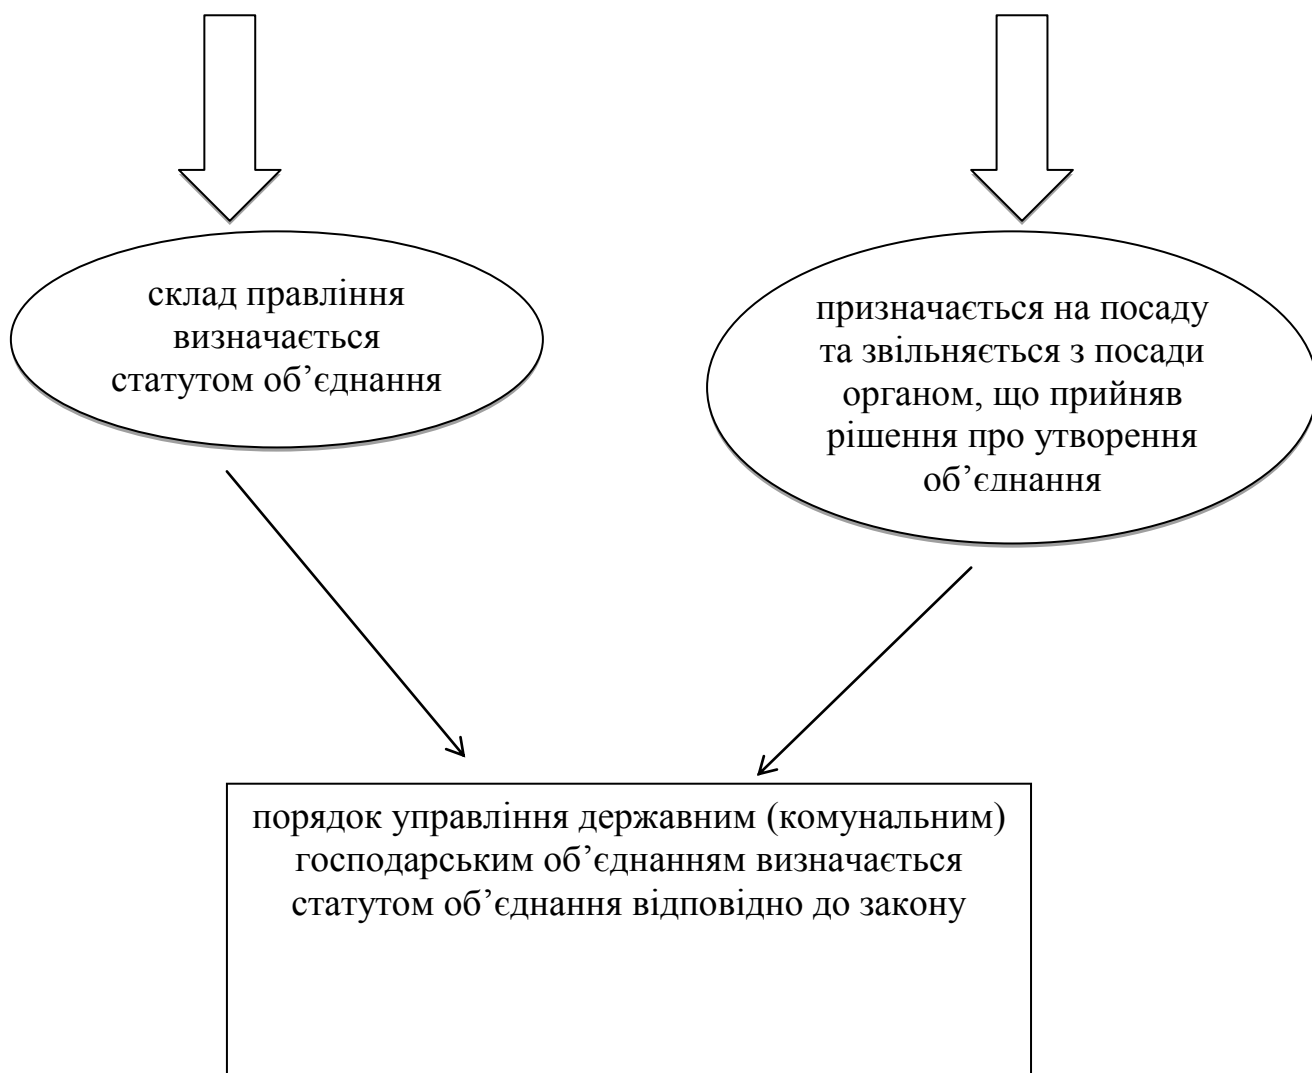 склад правління
визначається
статутом об’єднання
призначається на посаду
та звільняється з посади
органом, що прийняв
рішення про утворення
об’єднання
порядок управління державним (комунальним)
господарським об’єднанням визначається
статутом об’єднання відповідно до закону